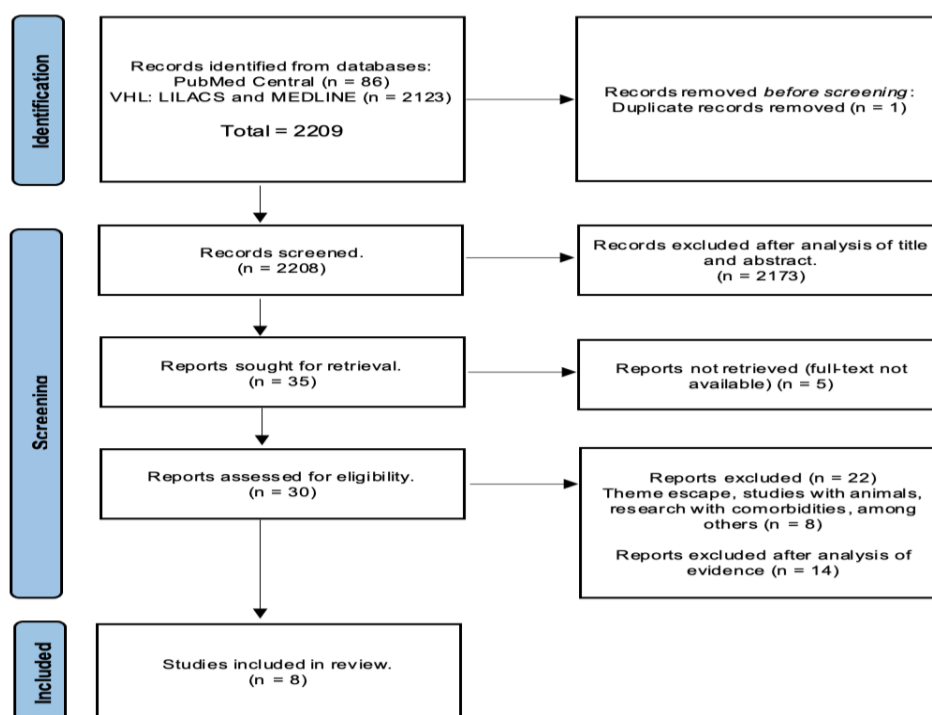 Identification
Records identified from databases:
PubMed Central (n = 86)
VHL: LILACS and MEDLINE (n = 2123)
Total = 2209
Records removed before screening:
Duplicate records removed (n = 1)
Screening
Records screened.
(n = 2208)
Records excluded after analysis of title
and abstract.
(n = 2173)
Reports sought for retrieval.
(n = 35)
Reports not retrieved (full-text not
available) (n = 5)
Reports assessed for eligibility.
(n = 30)
Reports excluded (n = 22)
Theme escape, studies with animals,
research with comorbidities, among
others (n = 8)
Reports excluded after analysis of
evidence (n = 14)
Included
Studies included in review.
(n = 8)